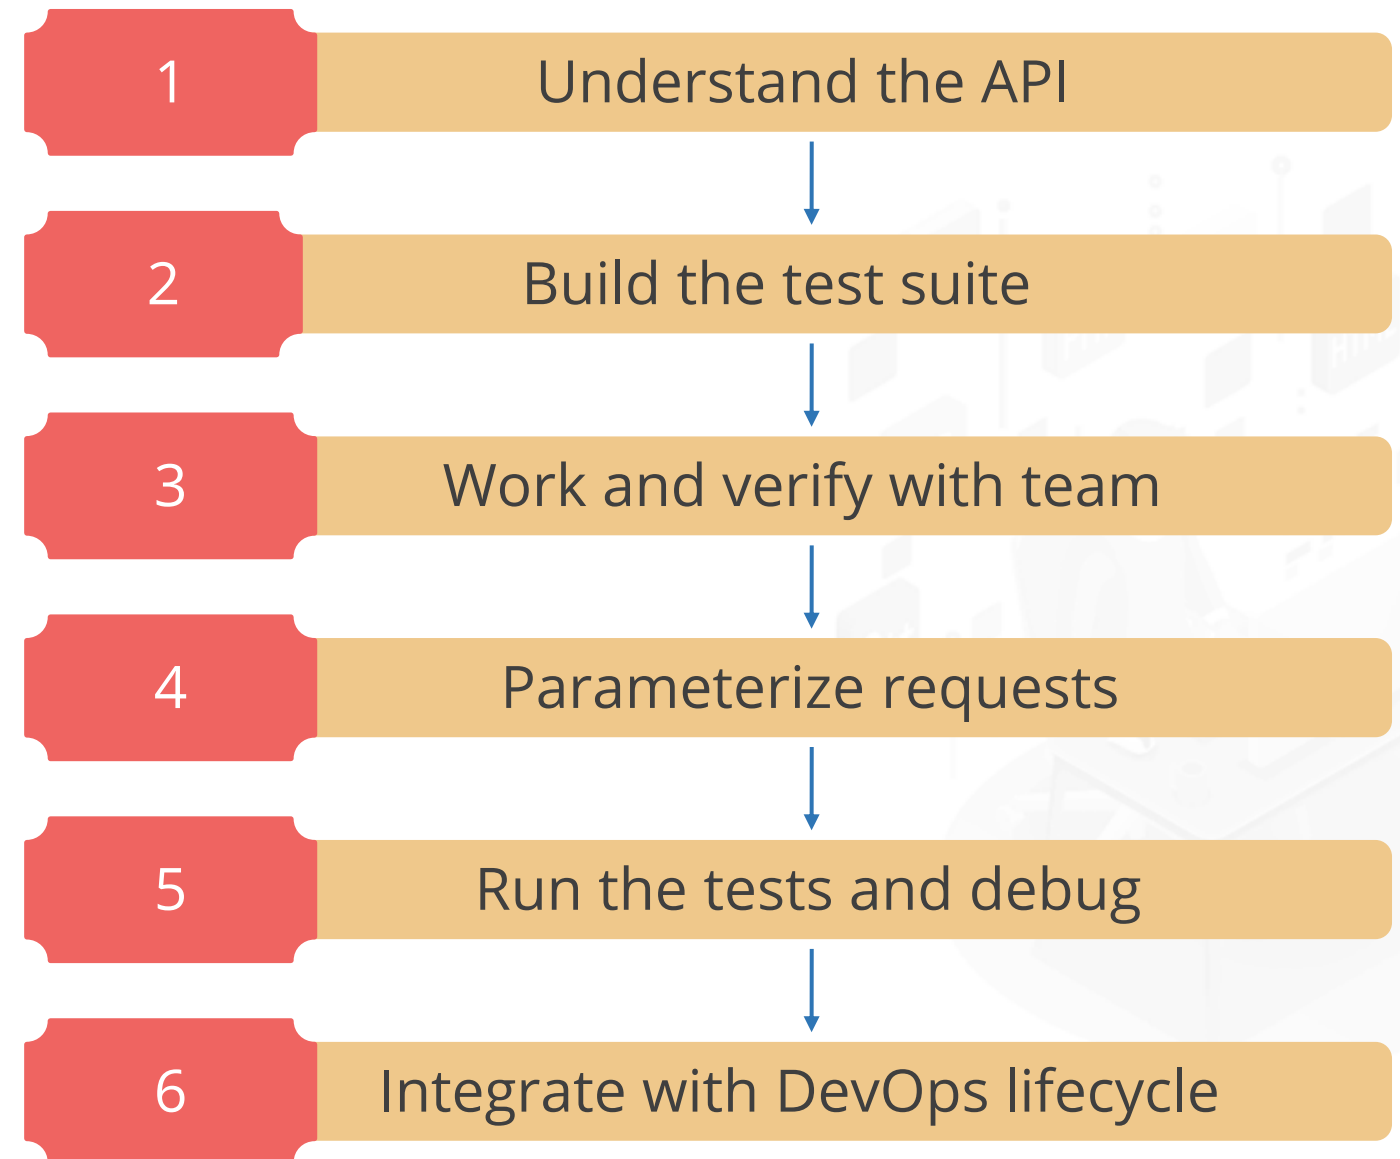 1
Understand the API
2
Build the test suite
3
Work and verify with team
4
Parameterize requests
5
Run the tests and debug
6
Integrate with DevOps lifecycle